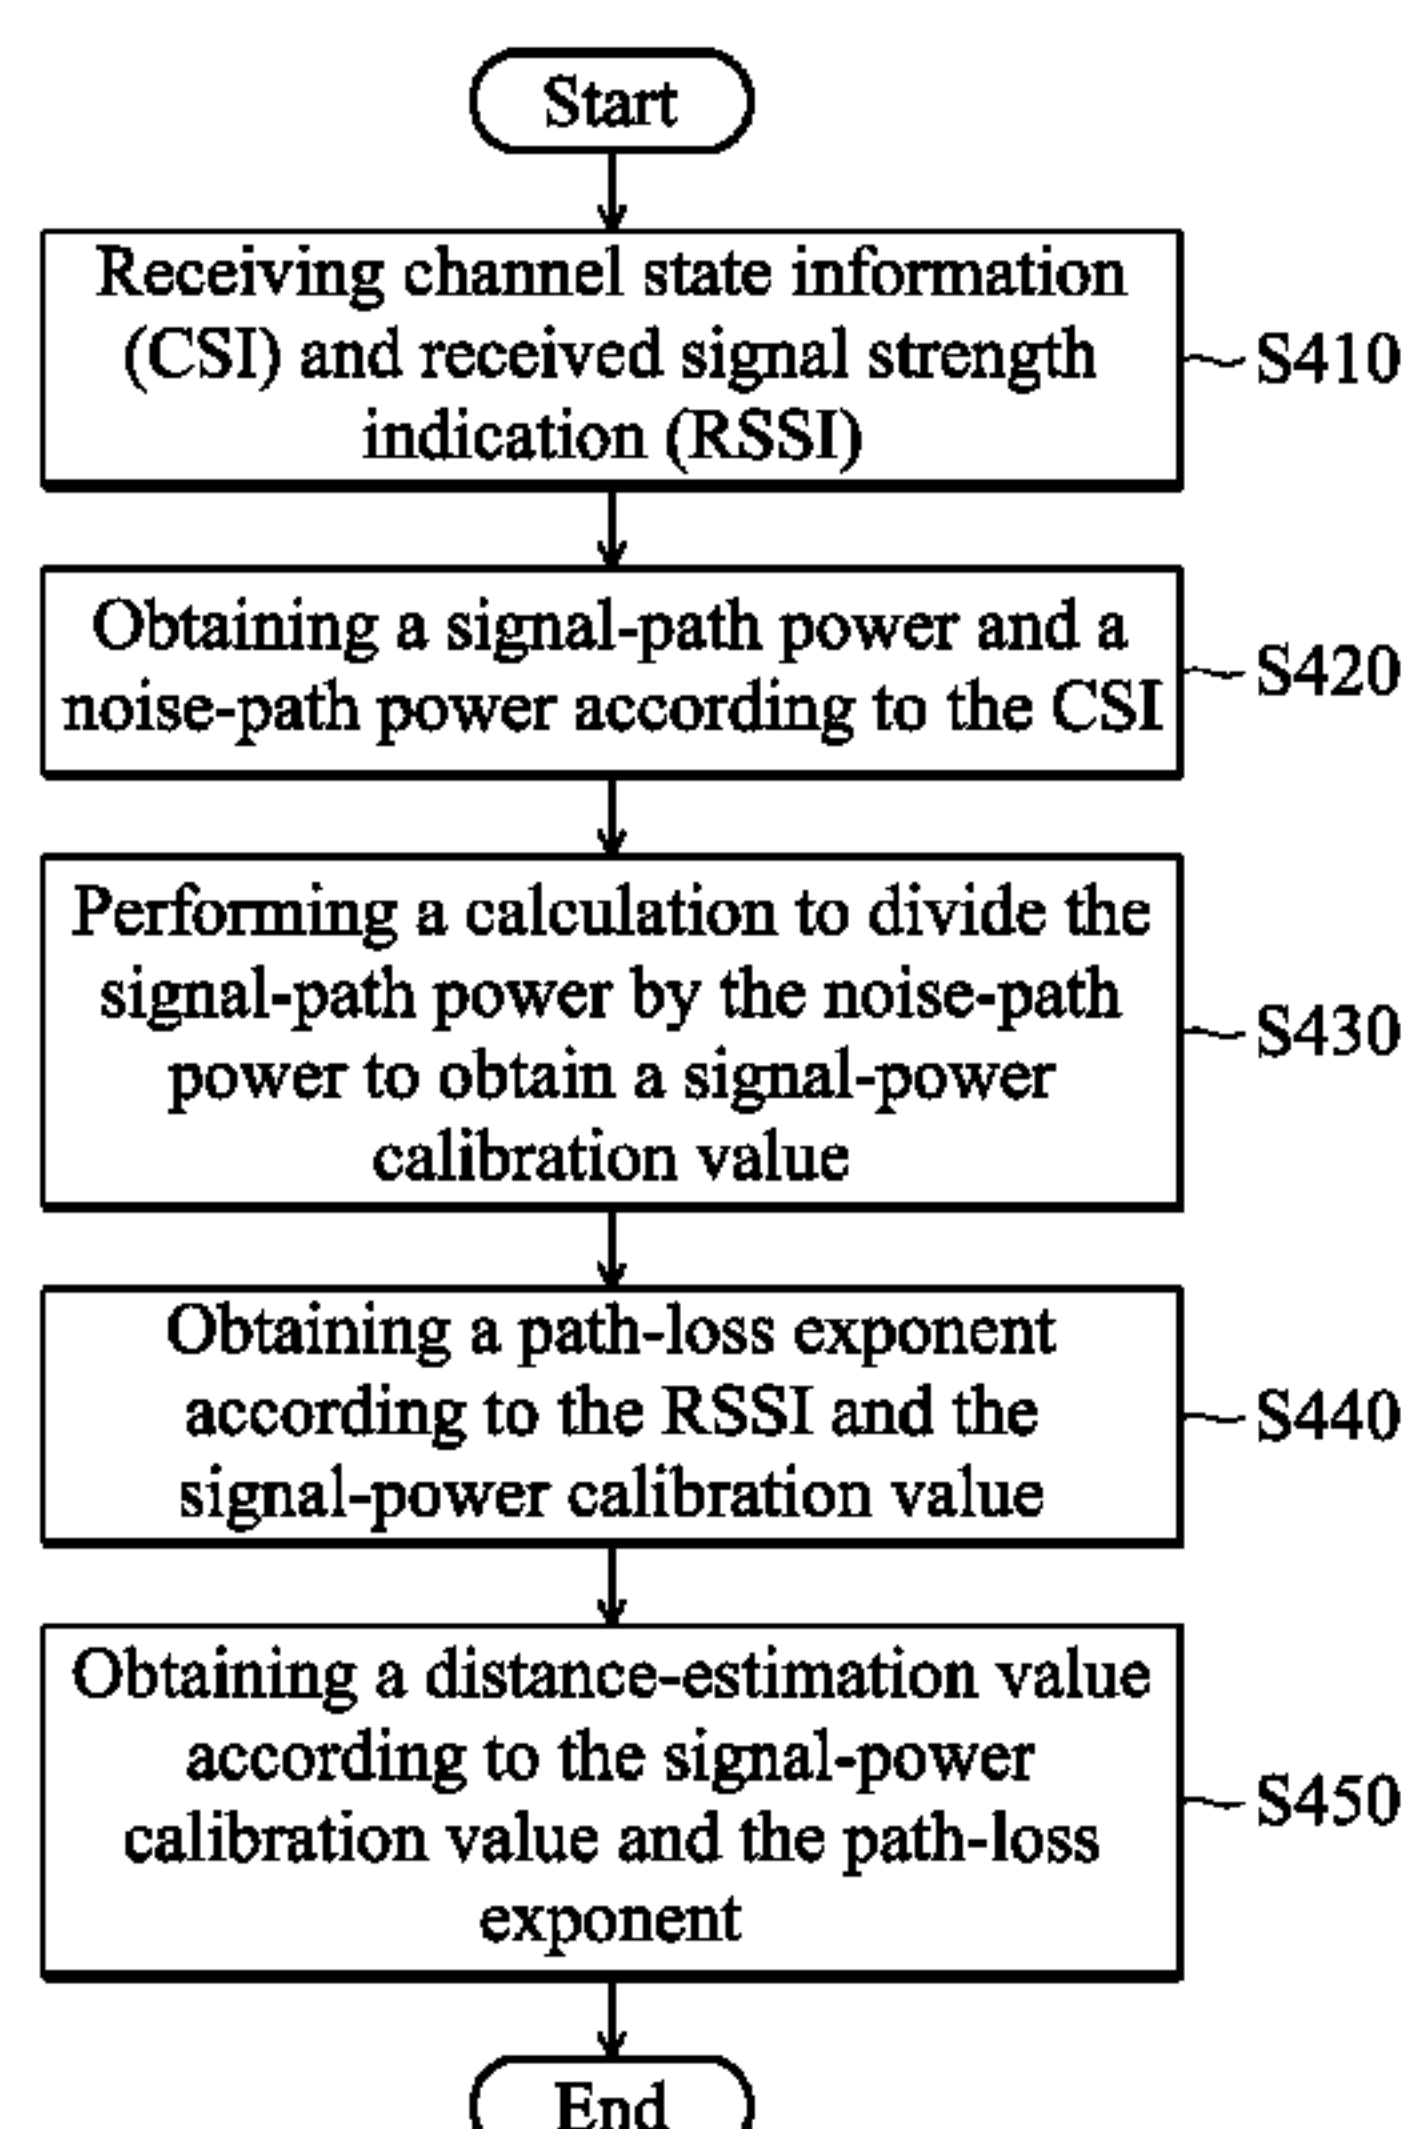 Start
Receiving channel state information
(CSI) and received signal strength
indication (RSSI)
S410
Obtaining a signal-path power and a
noise-path power according to the CSI
S420
Performing a calculation to divide the
signal-path power by the noise-path
power to obtain a signal-power
calibration value
S430
Obtaining a path-loss exponent
according to the RSSI and the
signal-power calibration value
S440
Obtaining a distance-estimation value
according to the signal-power
calibration value and the path-loss
exponent
S450
End